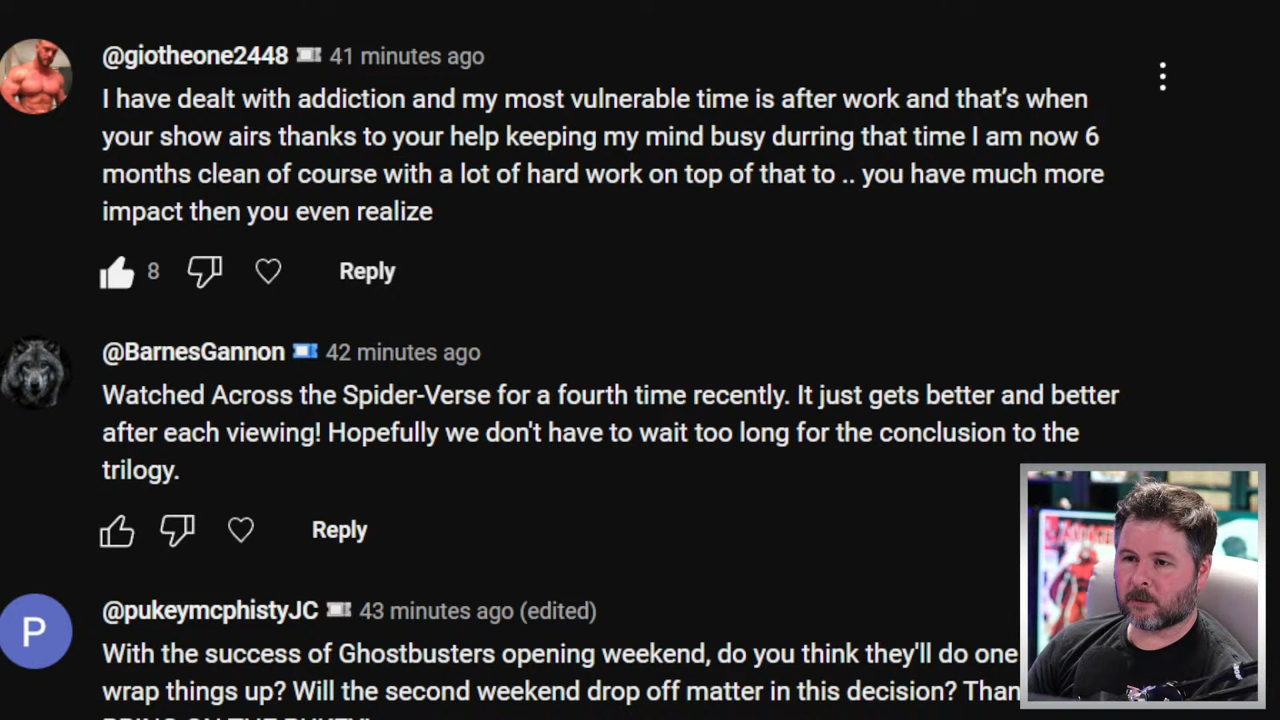 @giotheone2448 41 minutes ago
I have dealt with addiction and my most vulnerable time is after work and that’s when
your show airs thanks to your help keeping my mind busy durring that time I am now 6
months clean of course with a lot of hard work on top of that to .. you have much more
impact then you even realize
8 Reply
@BarnesGannon 42 minutes ago
Watched Across the Spider-Verse for a fourth time recently. It just gets better and better
after each viewing! Hopefully we don't have to wait too long for the conclusion to the
trilogy.
Reply
P
@pukeymcphistyJC 43 minutes ago (edited)
With the success of Ghostbusters opening weekend, do you think they'll do one
wrap things up? Will the second weekend drop off matter in this decision?